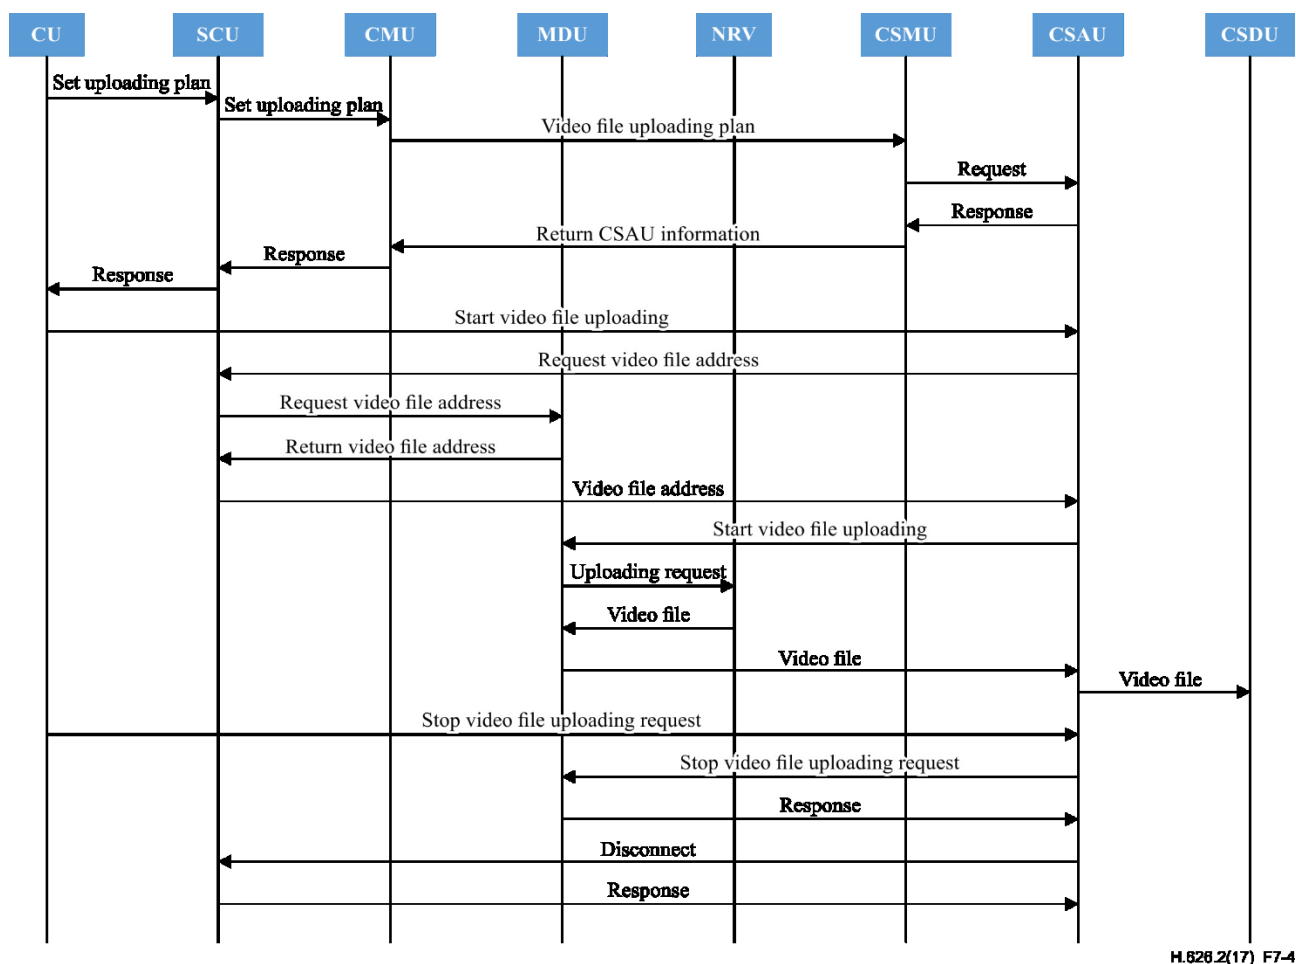 CU SCU CMU MDU NRV CSMU CSAU CSDU
Set uploading plan
Set uploading plan
Video file uploading plan
Request
Response
Return CSAU information
Response
Response
Start video file uploading
Request video file address
Request video file address
Return video file address
Video file address
Start video file uploading
Uploading request
Video file
Video file
Video file
Stop video file uploading request
Stop video file uploading request
Response
Disconnect
Response
H.626.2(17)_F7-4